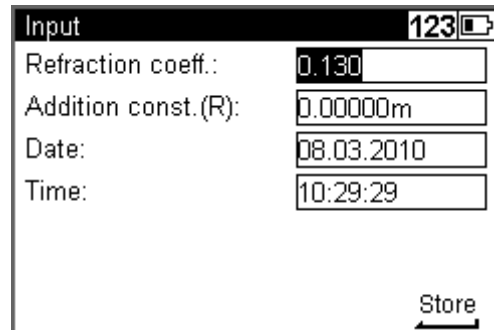 Input 123
Refraction coeff.: 0.130
Addition const.(R): 0.00000m
Date: 08.03.2010
Time: 10:29:29
Store